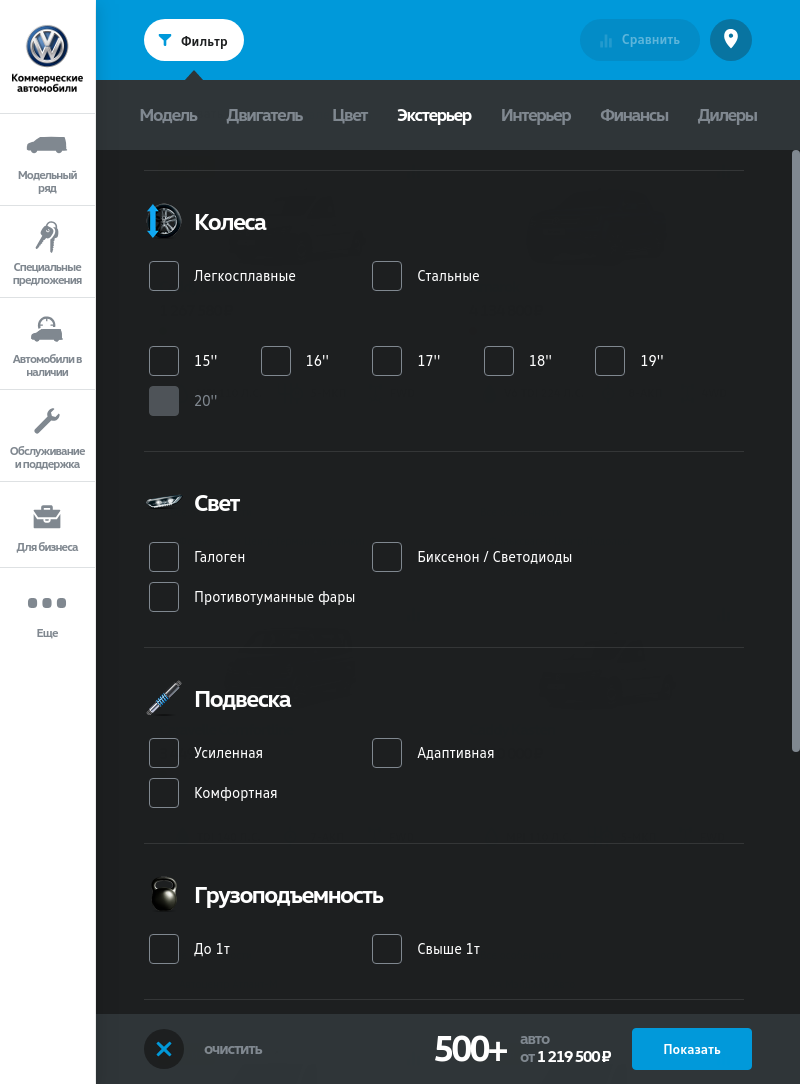 Фильтр
Сравнить
Коммерческие
автомобили
Модель Двигатель Цвет Экстерьер Интерьер Финансы Дилеры
Модельный
ряд
Специальные
предложения
Автомобили в
наличии
Обслуживание
и поддержка
Для бизнеса
Еще
Колеса
Легкосплавные Стальные
15'' 16'' 17'' 18'' 19''
20''
Свет
Галоген Биксенон / Светодиоды
Противотуманные фары
Подвеска
Усиленная Адаптивная
Комфортная
Грузоподъемность
До 1т Свыше 1т
очистить
500+
авто
от 1 219 500 ₽
Показать